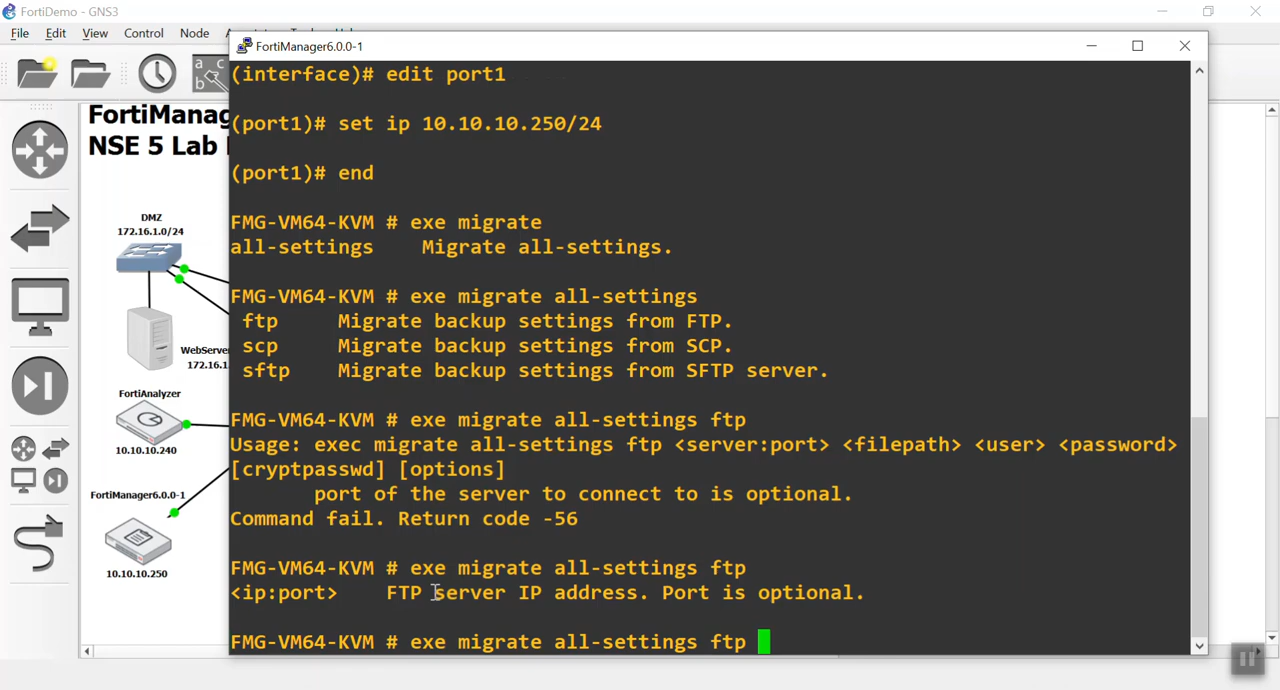 FortiDemo - GNS3
File Edit View Control Node
FortiManager6.0.0-1
FortiManag
NSE 5 Lab
DMZ
172.16.1.0/24
WebServer
172.16.1.
FortiAnalyzer
10.10.10.240
FortiManager6.0.0-1
10.10.10.250
(interface)# edit port1
(port1)# set ip 10.10.10.250/24
(port1)# end
FMG-VM64-KVM # exe migrate
all-settings Migrate all-settings.
FMG-VM64-KVM # exe migrate all-settings
ftp Migrate backup settings from FTP.
scp Migrate backup settings from SCP.
sftp Migrate backup settings from SFTP server.
FMG-VM64-KVM # exe migrate all-settings ftp
Usage: exec migrate all-settings ftp <server:port> <filepath> <user> <password>
[cryptpasswd] [options]
port of the server to connect to is optional.
Command fail. Return code -56
FMG-VM64-KVM # exe migrate all-settings ftp
<ip:port> FTP server IP address. Port is optional.
FMG-VM64-KVM # exe migrate all-settings ftp